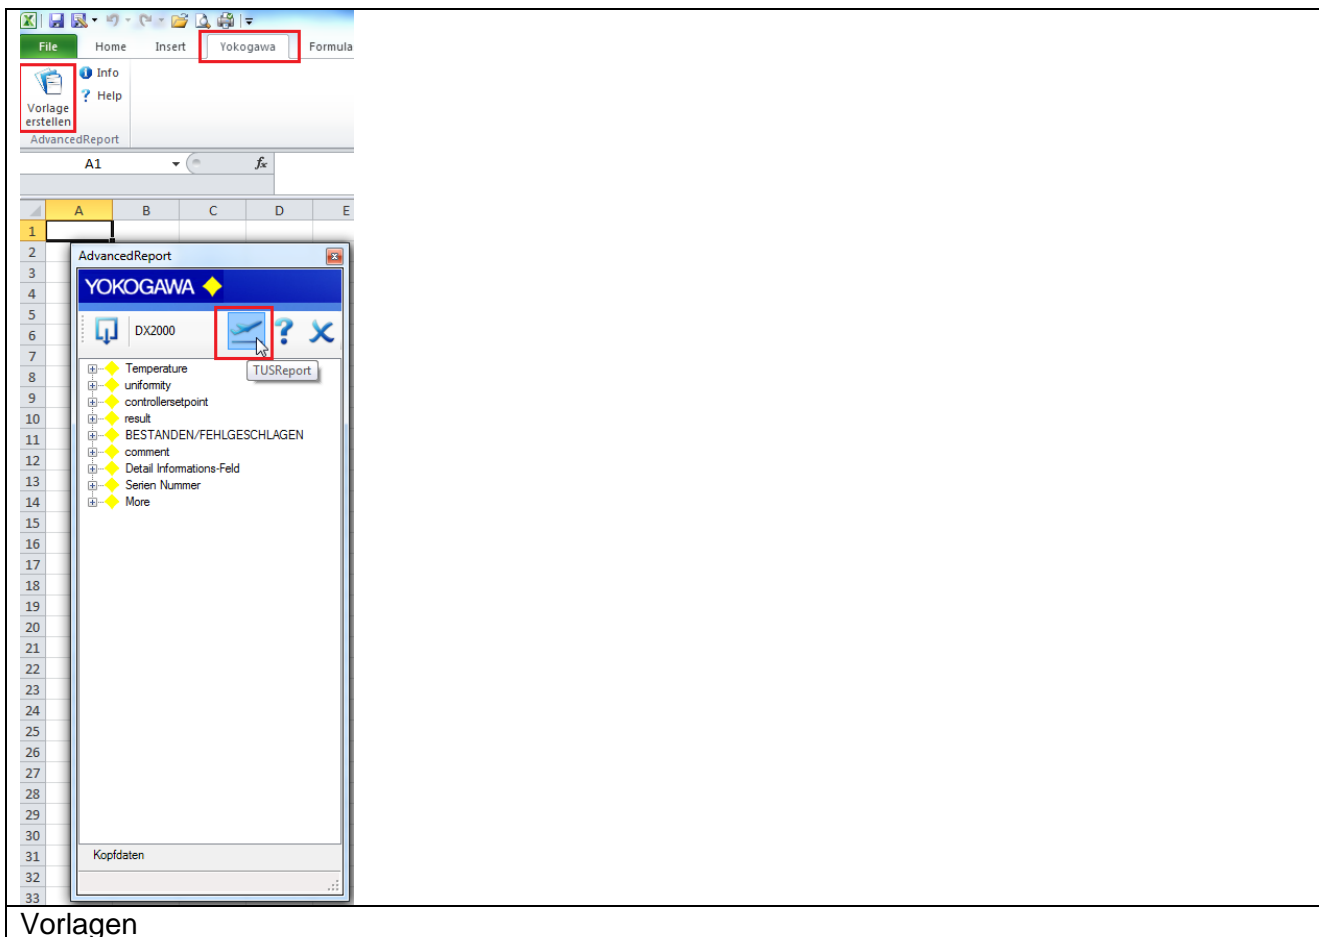 File Home Insert Yokogawa Formula
Info
Help
Vorlage
erstellen
AdvancedReport
A1 fx
A B C D E
1
2
AdvancedReport
3
YOKOGAWA
4
5
DX2000
6
7
TUSReport
Temperature
8
uniformity
9
controllersetpoint
10
result
11
BESTANDEN/FEHLGESCHLAGEN
12
comment
Detail Informations-Feld
13
Serien Nummer
14
More
15
16
17
18
19
20
21
22
23
24
25
26
27
28
29
30
31
Kopfdaten
32
33
Vorlagen